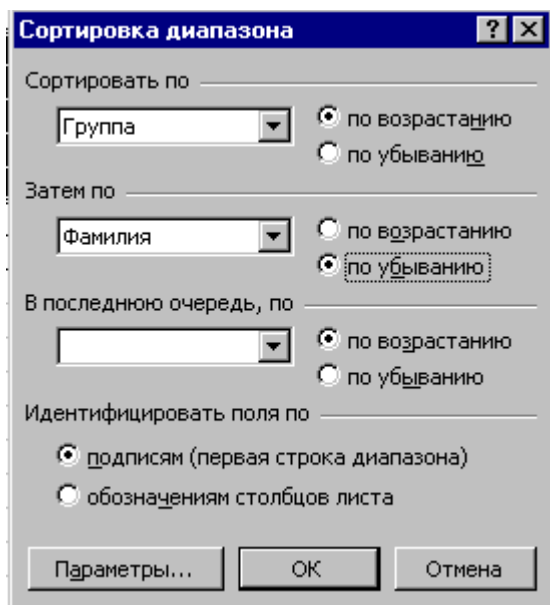 Сортировка диапазона
Сортировать по
Группа
по возрастанию
по убыванию
Затем по
Фамилия
по возрастанию
по убыванию
В последнюю очередь, по
по возрастанию
по убыванию
Идентифицировать поля по
подписям (первая строка диапазона)
обозначениям столбцов листа
Параметры... ОК Отмена